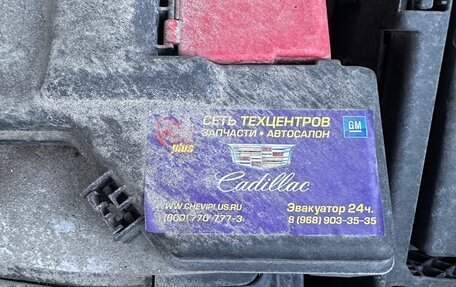 СЕТЬ ТЕХЦЕНТРОВ
ЗАПЧАСТИ • АВТОСАЛОН
GM
plus
Cadillac
WWW.CHEVIPLUS.RU
Эвакуатор 24ч.
(800) 770-777-3
8 (968) 903-35-35